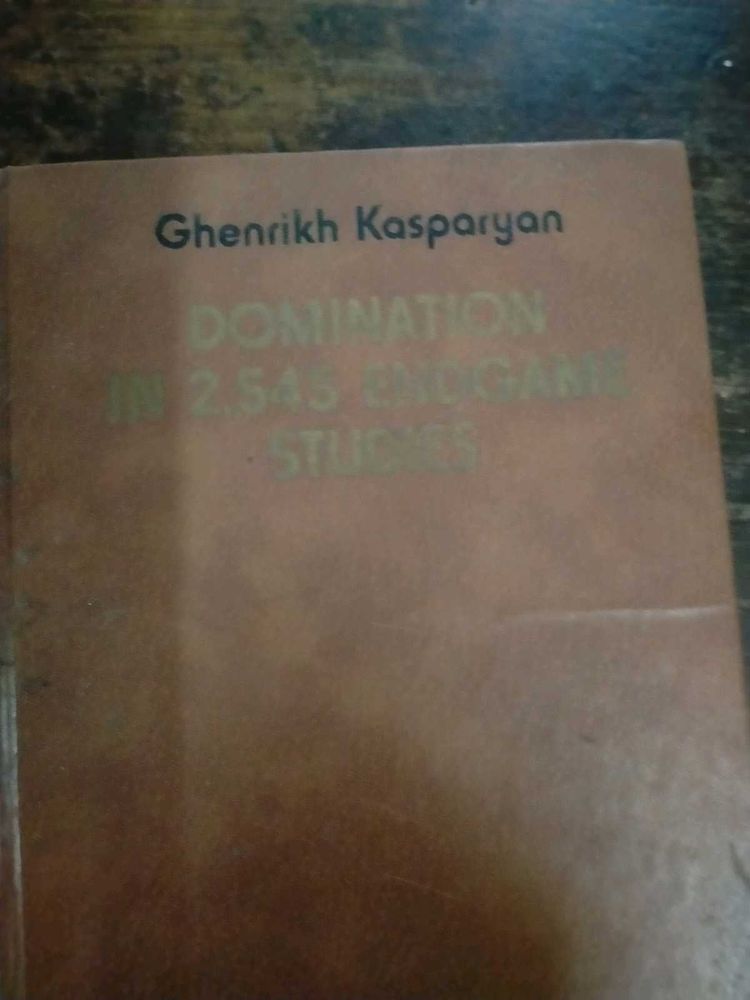 Ghenrikh Kasparyan
DOMINATION
IN 2.545 ENDGAME
STUDIES